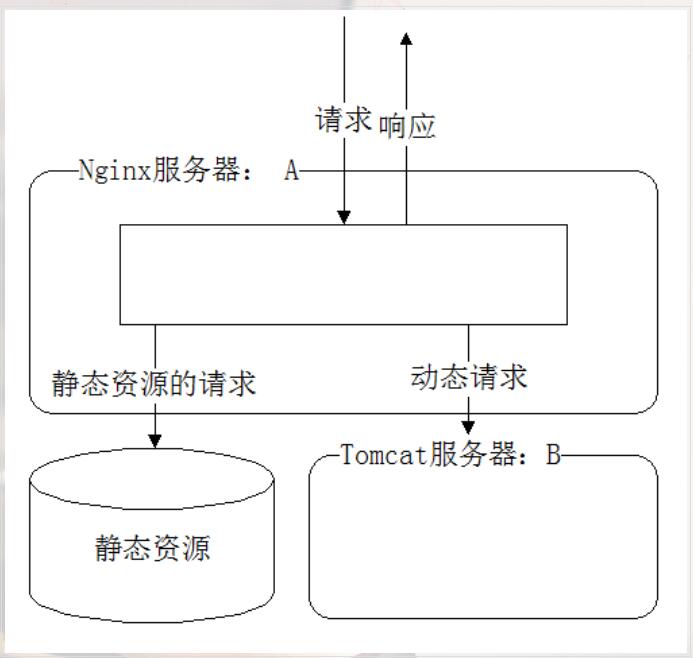 请求
响应
Nginx服务器： A
静态资源的请求
动态请求
Tomcat服务器：B
静态资源